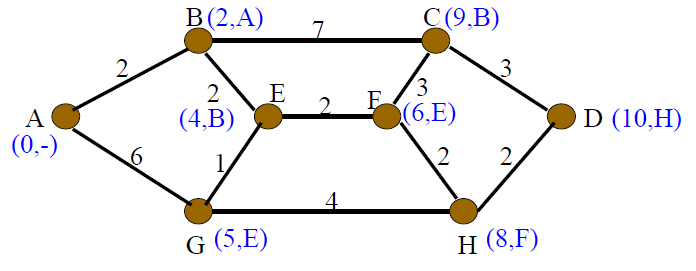 B (2,A)
7
C (9,B)
2
3
2
3
A
(0,-)
(4,B)
E
2
F
(6,E)
D (10,H)
6
1
2
2
4
G (5,E)
H (8,F)